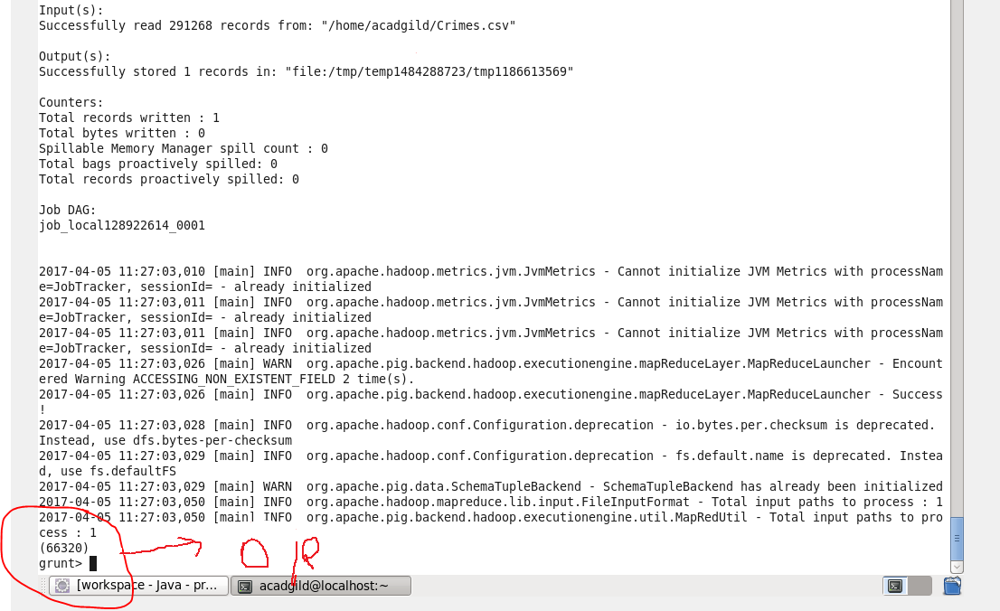 Input(s):
Successfully read 291268 records from: "/home/acadgild/Crimes.csv"
Output(s):
Successfully stored 1 records in: "file:/tmp/temp1484288723/tmp1186613569"
Counters:
Total records written : 1
Total bytes written : 0
Spillable Memory Manager spill count : 0
Total bags proactively spilled: 0
Total records proactively spilled: 0
Job DAG:
job_local128922614_0001
2017-04-05 11:27:03,010 [main] INFO  org.apache.hadoop.metrics.jvm.JvmMetrics - Cannot initialize JVM Metrics with processNam
e=JobTracker, sessionId= - already initialized
2017-04-05 11:27:03,011 [main] INFO  org.apache.hadoop.metrics.jvm.JvmMetrics - Cannot initialize JVM Metrics with processNam
e=JobTracker, sessionId= - already initialized
2017-04-05 11:27:03,011 [main] INFO  org.apache.hadoop.metrics.jvm.JvmMetrics - Cannot initialize JVM Metrics with processNam
e=JobTracker, sessionId= - already initialized
2017-04-05 11:27:03,026 [main] WARN  org.apache.pig.backend.hadoop.executionengine.mapReduceLayer.MapReduceLauncher - Encount
ered Warning ACCESSING_NON_EXISTENT_FIELD 2 time(s).
2017-04-05 11:27:03,026 [main] INFO  org.apache.pig.backend.hadoop.executionengine.mapReduceLayer.MapReduceLauncher - Success
!
2017-04-05 11:27:03,028 [main] INFO  org.apache.hadoop.conf.Configuration.deprecation - io.bytes.per.checksum is deprecated.
Instead, use dfs.bytes-per-checksum
2017-04-05 11:27:03,029 [main] INFO  org.apache.hadoop.conf.Configuration.deprecation - fs.default.name is deprecated. Instea
d, use fs.defaultFS
2017-04-05 11:27:03,029 [main] WARN  org.apache.pig.data.SchemaTupleBackend - SchemaTupleBackend has already been initialized
2017-04-05 11:27:03,050 [main] INFO  org.apache.hadoop.mapreduce.lib.input.FileInputFormat - Total input paths to process : 1
2017-04-05 11:27:03,050 [main] INFO  org.apache.pig.backend.hadoop.executionengine.util.MapRedUtil - Total input paths to pro
cess : 1
(66320)
grunt>
[workspace - Java - pr...
acadgild@localhost:~